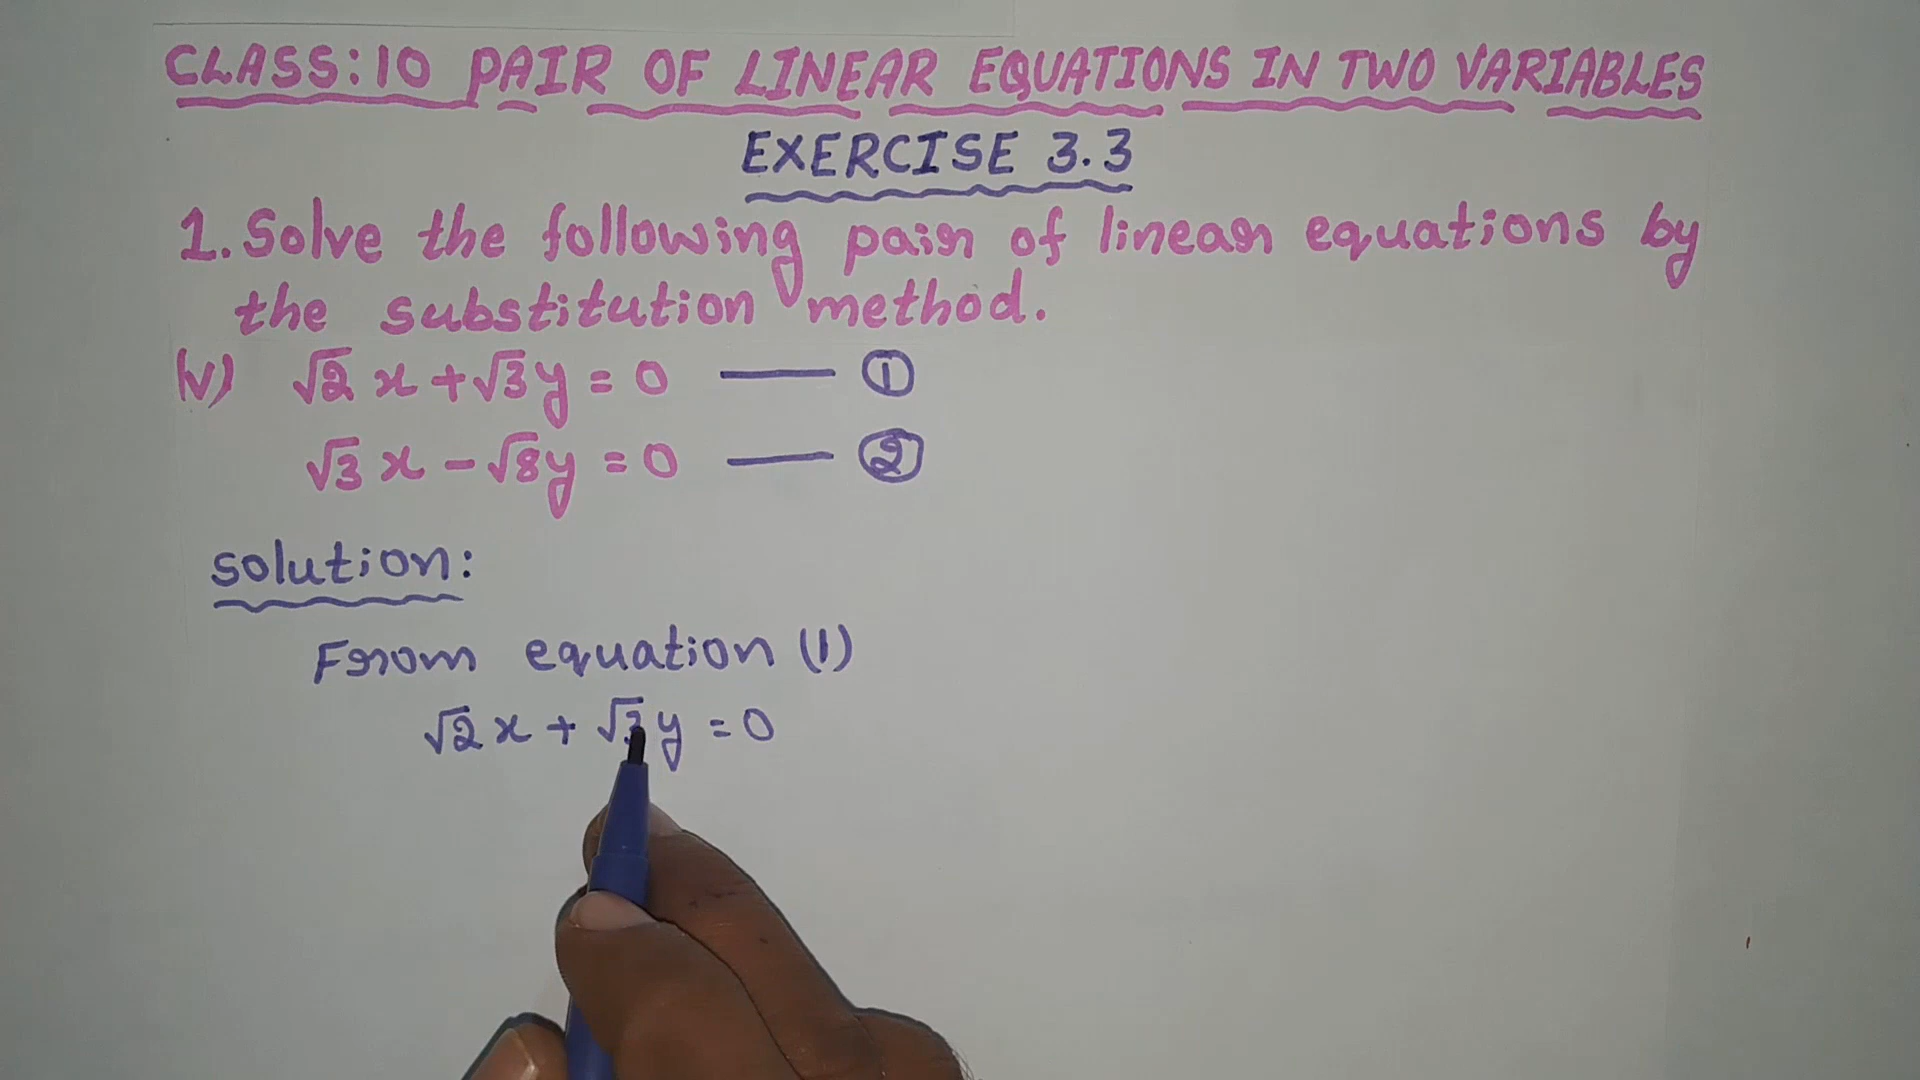 CLASS:10 PAIR OF LINEAR EQUATIONS IN TWO VARIABLES
EXERCISE 3.3
1. Solve the following pair of linear equations by
the substitution method.
(v) √2 x + √3 y = 0 —— ①
√3 x - √8 y = 0 —— ②
Solution:
From equation (1)
√2 x + √3 y = 0